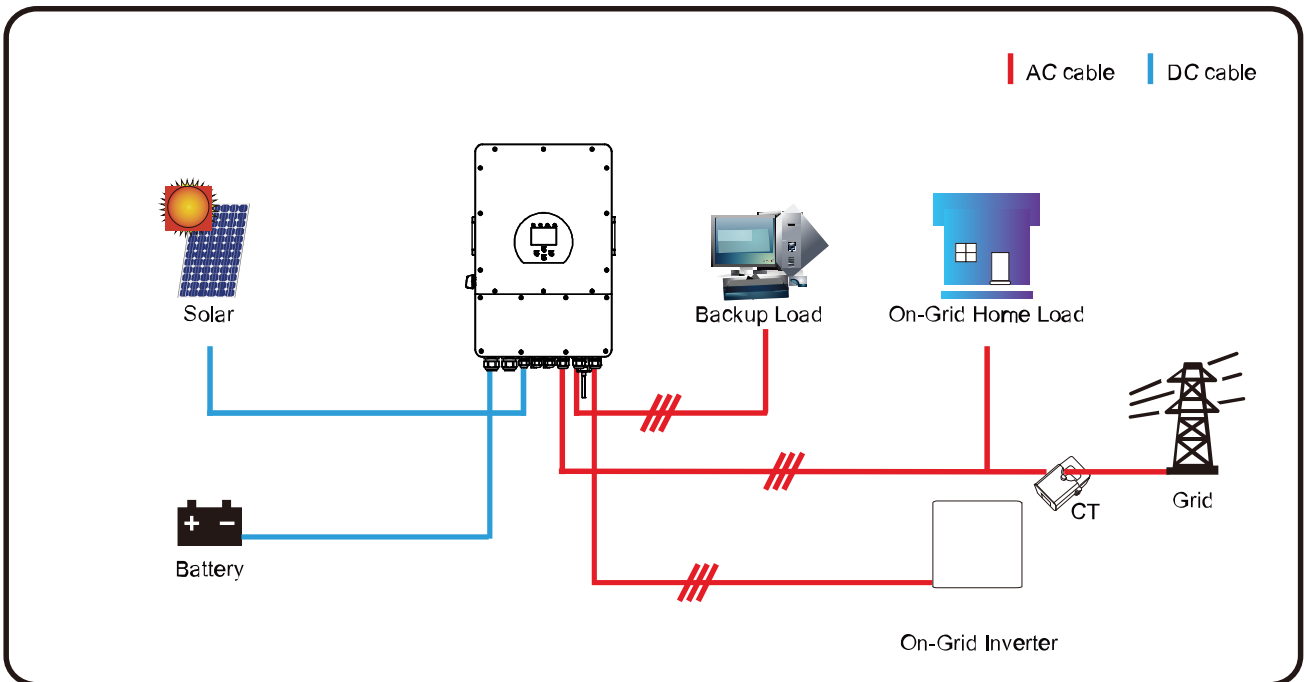 AC cable
DC cable
Solar
Backup Load
On-Grid Home Load
CT
Grid
Battery
+ −
On-Grid Inverter